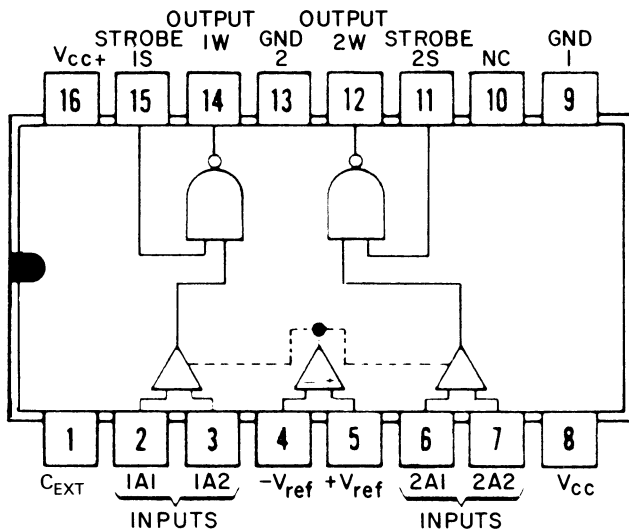 OUTPUT OUTPUT
STROBE 1W GND 2W STROBE GND
Vcc+ 1S 2 2S NC 1
16 15 14 13 12 11 10 9
− +
1 2 3 4 5 6 7 8
CEXT 1A1 1A2 −Vref +Vref 2A1 2A2 Vcc
INPUTS INPUTS